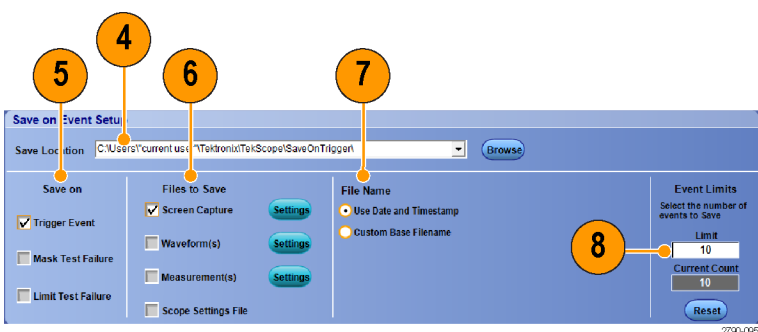 4
5
6
7
Save on Event Setup
Save Location C:\Users\"current user"\Tektronix\TekScope\SaveOnTrigger\ Browse
Save on
Trigger Event
Mask Test Failure
Limit Test Failure
Files to Save
Screen Capture Settings
Waveform(s) Settings
Measurement(s) Settings
Scope Settings File
File Name
Use Date and Timestamp
Custom Base Filename
8
Event Limits
Select the number of
events to Save
Limit
10
Current Count
10
Reset
2790-095